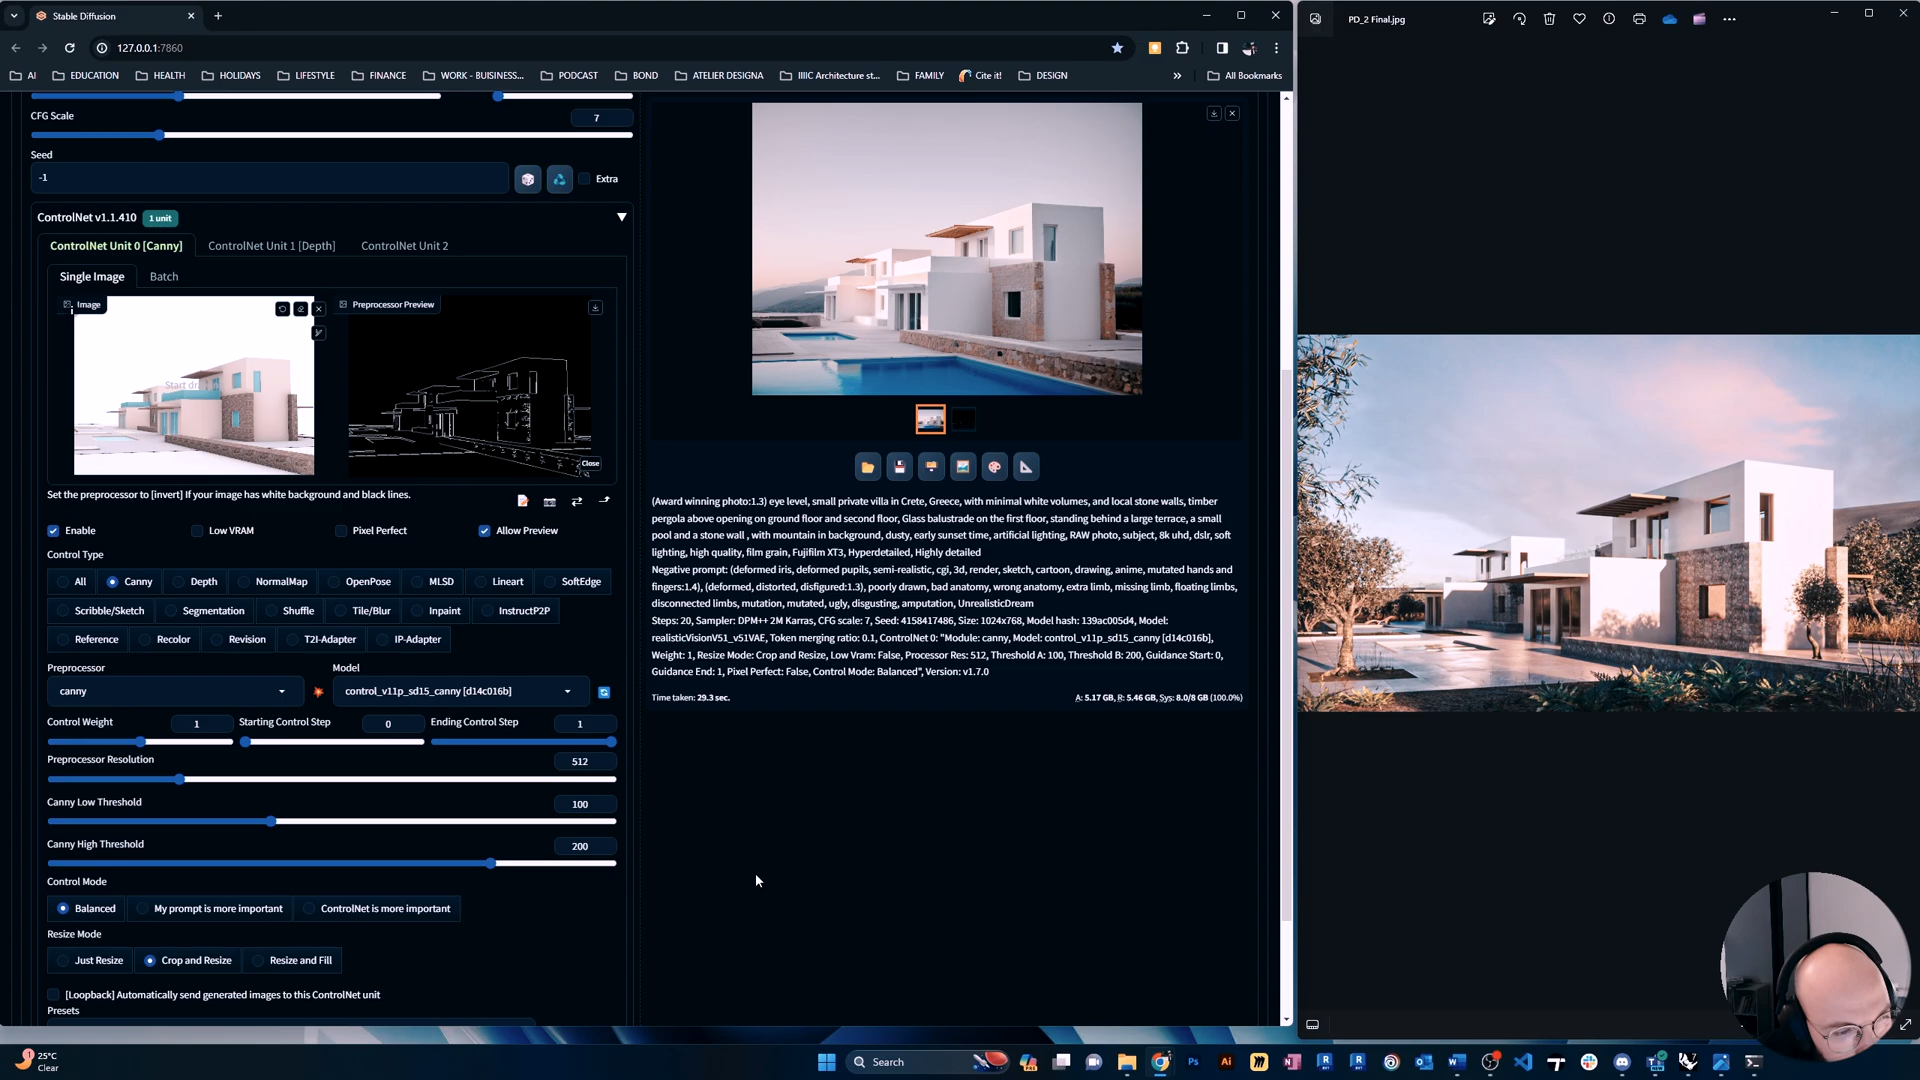 Stable Diffusion
127.0.0.1:7860
AI
EDUCATION
HEALTH
HOLIDAYS
LIFESTYLE
FINANCE
WORK - BUISINESS...
PODCAST
BOND
ATELIER DESIGNA
IIIIC Architecture st...
FAMILY
Cite it!
DESIGN
All Bookmarks
PD_2 Final.jpg
CFG Scale
7
Seed
-1
Extra
ControlNet v1.1.410
1 unit
ControlNet Unit 0 [Canny]
ControlNet Unit 1 [Depth]
ControlNet Unit 2
Single Image
Batch
Image
Preprocessor Preview
Close
Set the preprocessor to [invert] If your image has white background and black lines.
Enable
Low VRAM
Pixel Perfect
Allow Preview
Control Type
All
Canny
Depth
NormalMap
OpenPose
MLSD
Lineart
SoftEdge
Scribble/Sketch
Segmentation
Shuffle
Tile/Blur
Inpaint
InstructP2P
Reference
Recolor
Revision
T2I-Adapter
IP-Adapter
Preprocessor
Model
canny
control_v11p_sd15_canny [d14c016b]
Control Weight
1
Starting Control Step
0
Ending Control Step
1
Preprocessor Resolution
512
Canny Low Threshold
100
Canny High Threshold
200
Control Mode
Balanced
My prompt is more important
ControlNet is more important
Resize Mode
Just Resize
Crop and Resize
Resize and Fill
[Loopback] Automatically send generated images to this ControlNet unit
Presets
(Award winning photo:1.3) eye level, small private villa in Crete, Greece, with minimal white volumes, and local stone walls, timber
pergola above opening on ground floor and second floor, Glass balustrade on the first floor, standing behind a large terrace, a small
pool and a stone wall , with mountain in background, dusty, early sunset time, artificial lighting, RAW photo, subject, 8k uhd, dslr, soft
lighting, high quality, film grain, Fujifilm XT3, Hyperdetailed, Highly detailed
Negative prompt: (deformed iris, deformed pupils, semi-realistic, cgi, 3d, render, sketch, cartoon, drawing, anime, mutated hands and
fingers:1.4), (deformed, distorted, disfigured:1.3), poorly drawn, bad anatomy, wrong anatomy, extra limb, missing limb, floating limbs,
disconnected limbs, mutation, mutated, ugly, disgusting, amputation, UnrealisticDream
Steps: 20, Sampler: DPM++ 2M Karras, CFG scale: 7, Seed: 4158417486, Size: 1024x768, Model hash: 139ac005d4, Model:
realisticVisionV51_v51VAE, Token merging ratio: 0.1, ControlNet 0: "Module: canny, Model: control_v11p_sd15_canny [d14c016b],
Weight: 1, Resize Mode: Crop and Resize, Low Vram: False, Processor Res: 512, Threshold A: 100, Threshold B: 200, Guidance Start: 0,
Guidance End: 1, Pixel Perfect: False, Control Mode: Balanced", Version: v1.7.0
Time taken: 29.3 sec.
A: 5.17 GB, R: 5.46 GB, Sys: 8.0/8 GB (100.0%)
25°C
Clear
Search